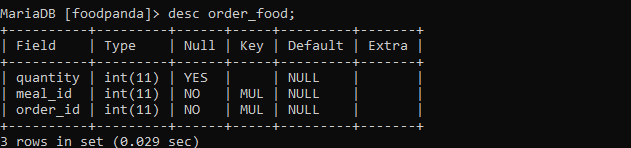 MariaDB [foodpanda]> desc order_food;
+----------+---------+------+-----+---------+-------+
| Field    | Type    | Null | Key | Default | Extra |
+----------+---------+------+-----+---------+-------+
| quantity | int(11) | YES  |     | NULL    |       |
| meal_id  | int(11) | NO   | MUL | NULL    |       |
| order_id | int(11) | NO   | MUL | NULL    |       |
+----------+---------+------+-----+---------+-------+
3 rows in set (0.029 sec)